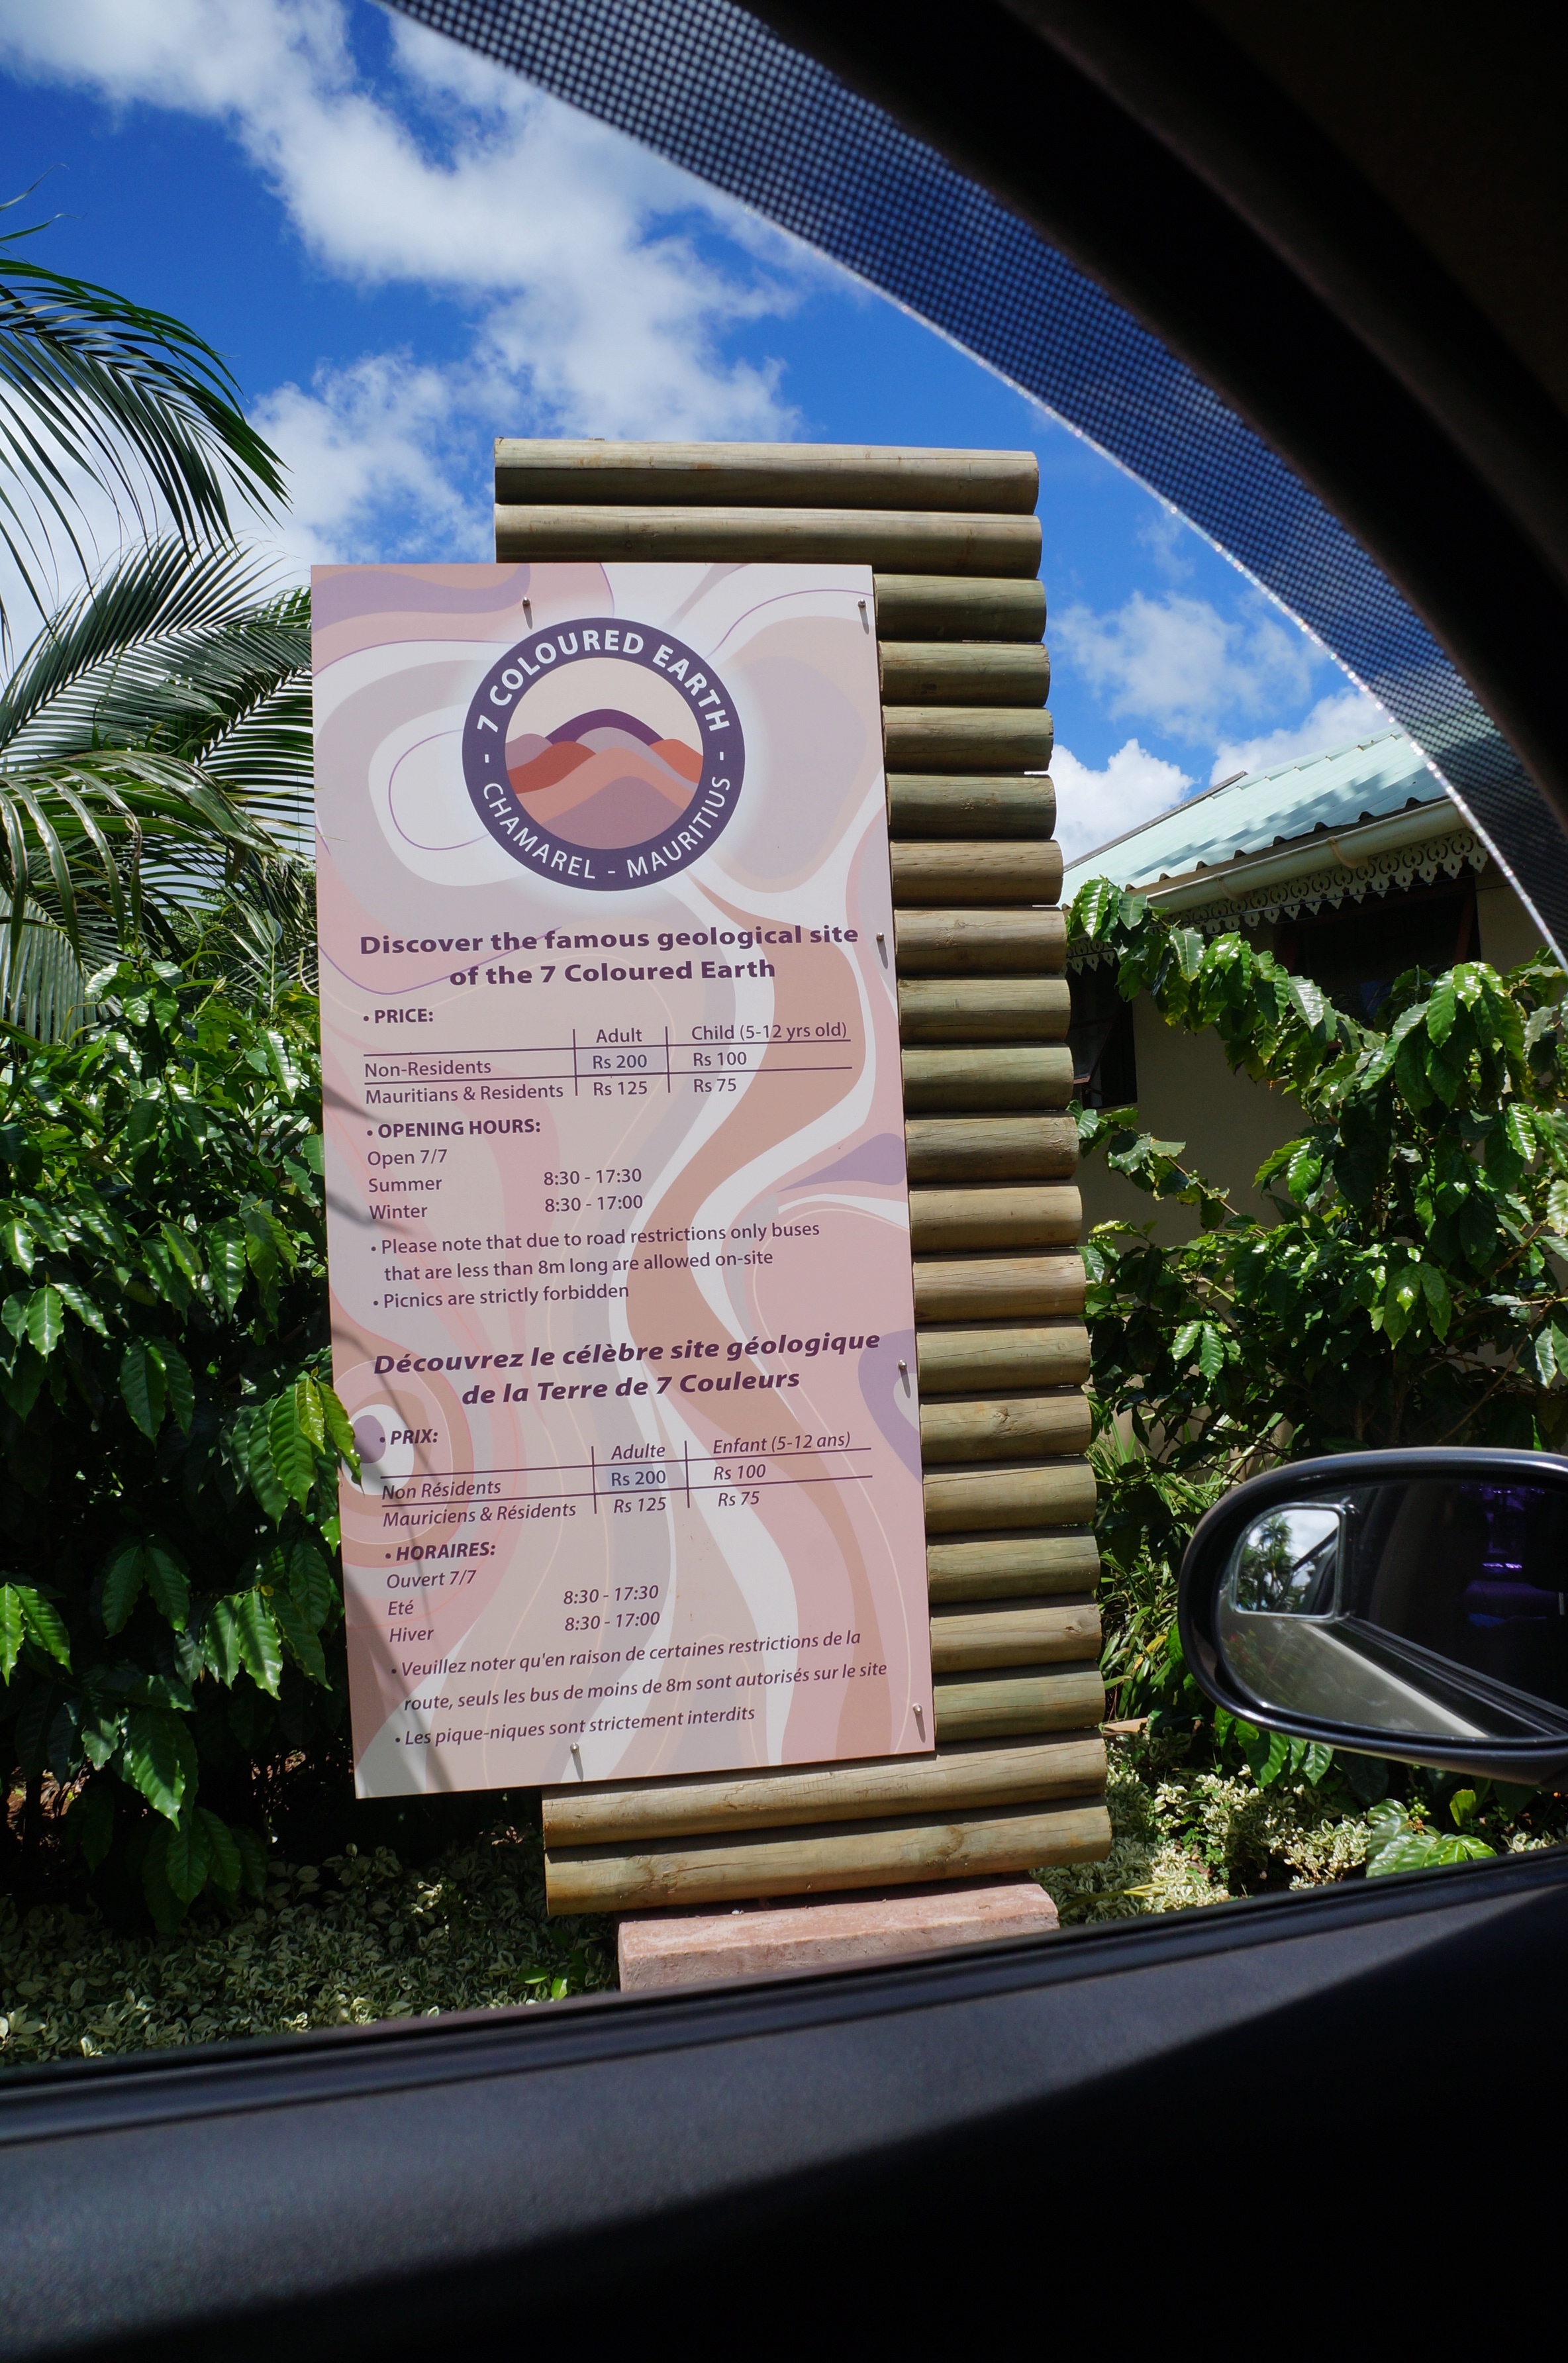 - 7 COLOURED EARTH -
CHAMAREL - MAURITIUS
Discover the famous geological site
of the 7 Coloured Earth
• PRICE:
Adult Child (5-12 yrs old)
Non-Residents Rs 200 Rs 100
Mauritians & Residents Rs 125 Rs 75
• OPENING HOURS:
Open 7/7
Summer 8:30 - 17:30
Winter 8:30 - 17:00
• Please note that due to road restrictions only buses
that are less than 8m long are allowed on-site
• Picnics are strictly forbidden
Découvrez le célèbre site géologique
de la Terre de 7 Couleurs
• PRIX:
Adulte Enfant (5-12 ans)
Non Résidents Rs 200 Rs 100
Mauriciens & Résidents Rs 125 Rs 75
• HORAIRES:
Ouvert 7/7
Eté 8:30 - 17:30
Hiver 8:30 - 17:00
• Veuillez noter qu'en raison de certaines restrictions de la
route, seuls les bus de moins de 8m sont autorisés sur le site
• Les pique-niques sont strictement interdits